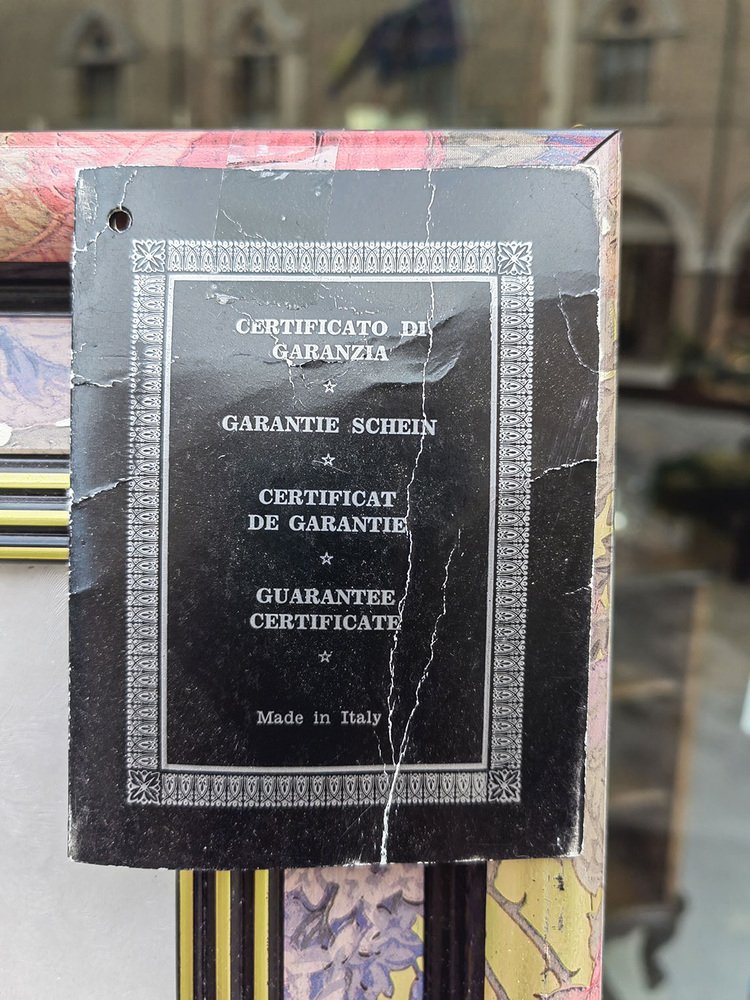 CERTIFICATO DI
GARANZIA
☆
GARANTIE SCHEIN
☆
CERTIFICAT
DE GARANTIE
☆
GUARANTEE
CERTIFICATE
☆
Made in Italy